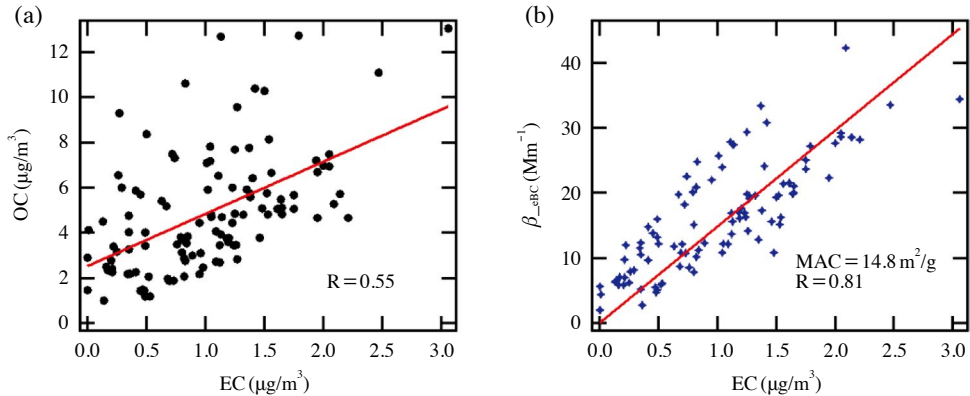 (a)
12
10
8
6
4
2
0
OC (μg/m³)
R = 0.55
0.0 0.5 1.0 1.5 2.0 2.5 3.0
EC (μg/m³)
(b)
40
30
20
10
0
β_eBC (Mm⁻¹)
MAC = 14.8 m²/g
R = 0.81
0.0 0.5 1.0 1.5 2.0 2.5 3.0
EC (μg/m³)